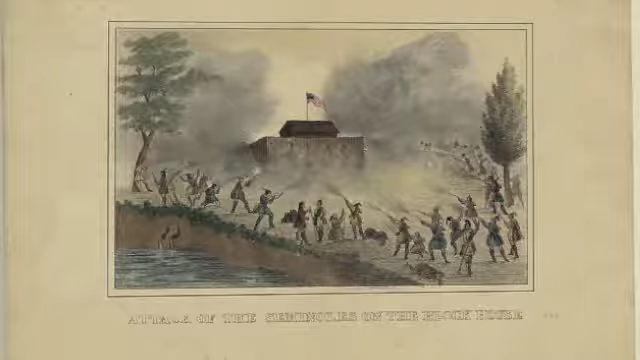 ATTACK OF THE SEMINOLES ON THE BLOCK HOUSE